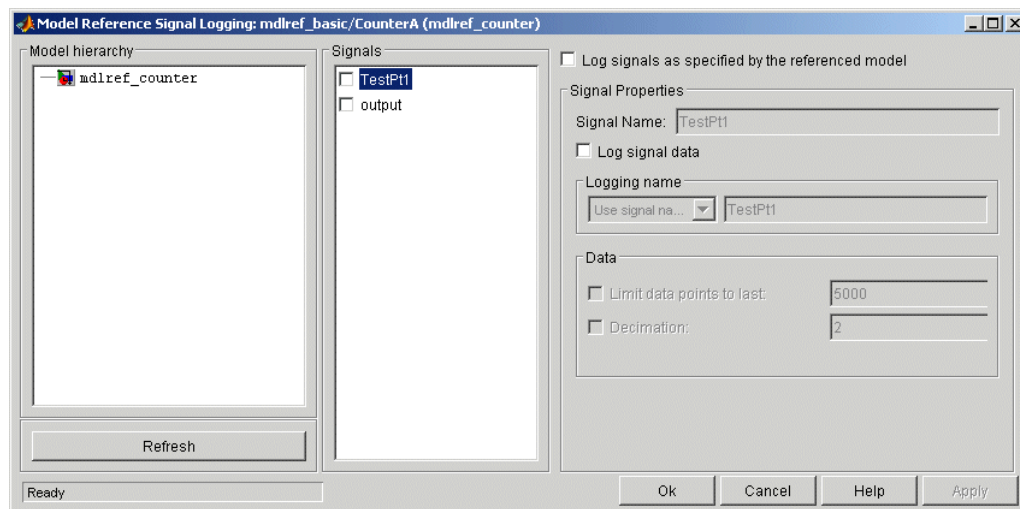 Model Reference Signal Logging: mdlref_basic/CounterA (mdlref_counter)
Model hierarchy
mdlref_counter
Refresh
Signals
TestPt1
output
Log signals as specified by the referenced model
Signal Properties
Signal Name: TestPt1
Log signal data
Logging name
Use signal na... TestPt1
Data
Limit data points to last: 5000
Decimation: 2
Ready
Ok Cancel Help Apply